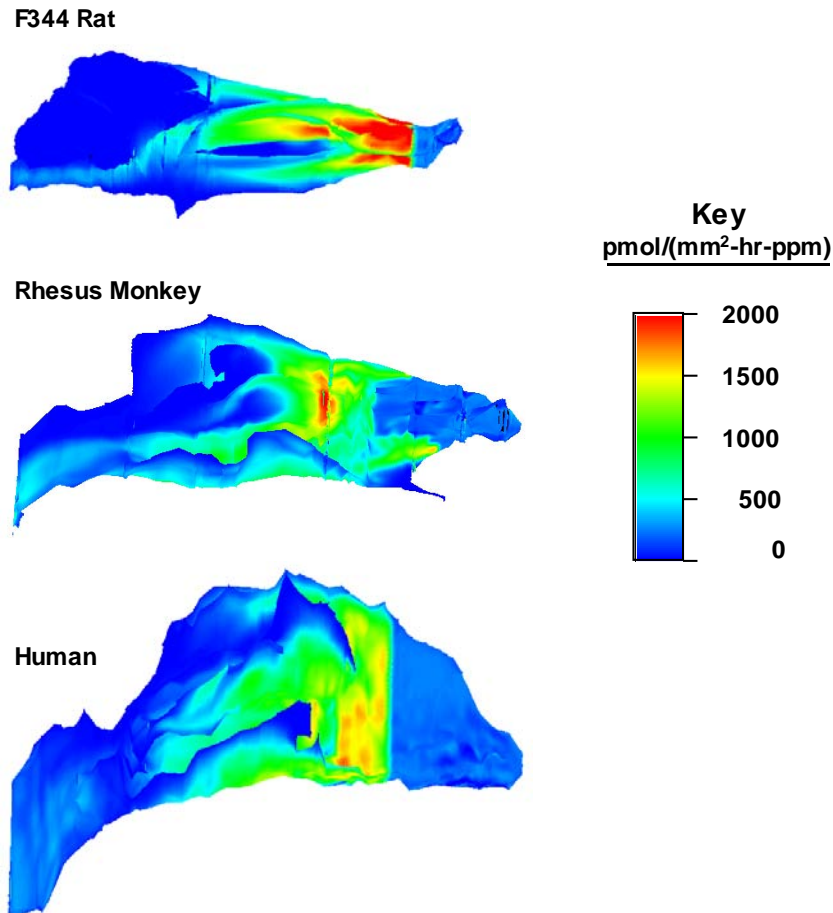 F344 Rat
Key
pmol/(mm²-hr-ppm)
Rhesus Monkey
2000
1500
1000
500
0
Human